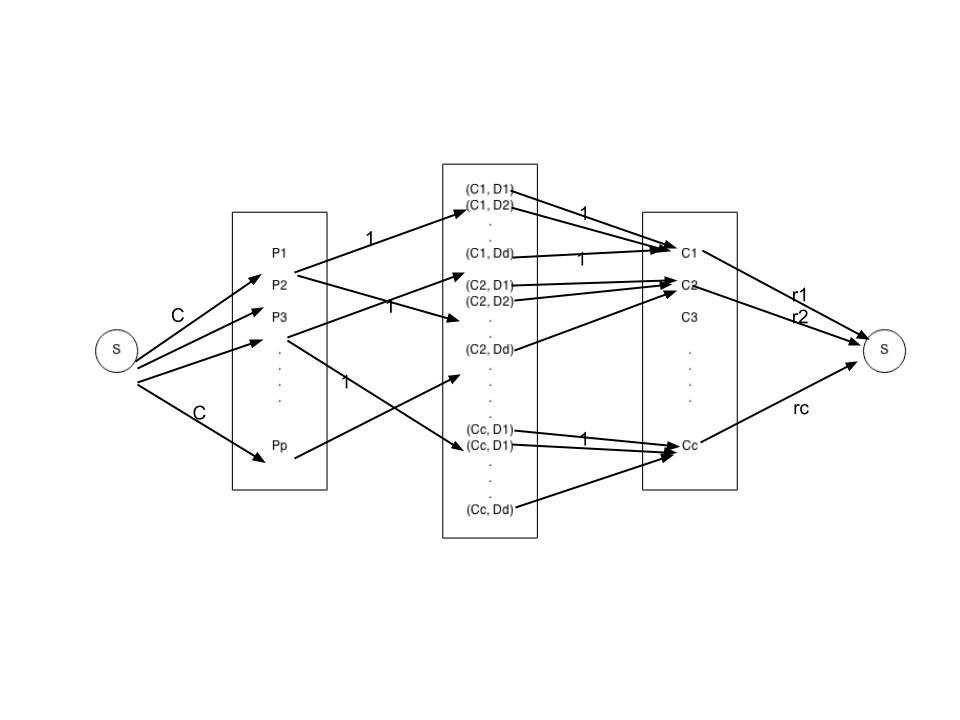 S
C
C
P1
P2
P3
.
.
.
.
Pp
1
1
1
(C1, D1)
(C1, D2)
.
.
(C1, Dd)
(C2, D1)
(C2, D2)
.
.
(C2, Dd)
.
.
.
.
(Cc, D1)
(Cc, D1)
.
.
.
(Cc, Dd)
1
1
1
C1
C2
C3
.
.
.
.
Cc
r1
r2
rc
S